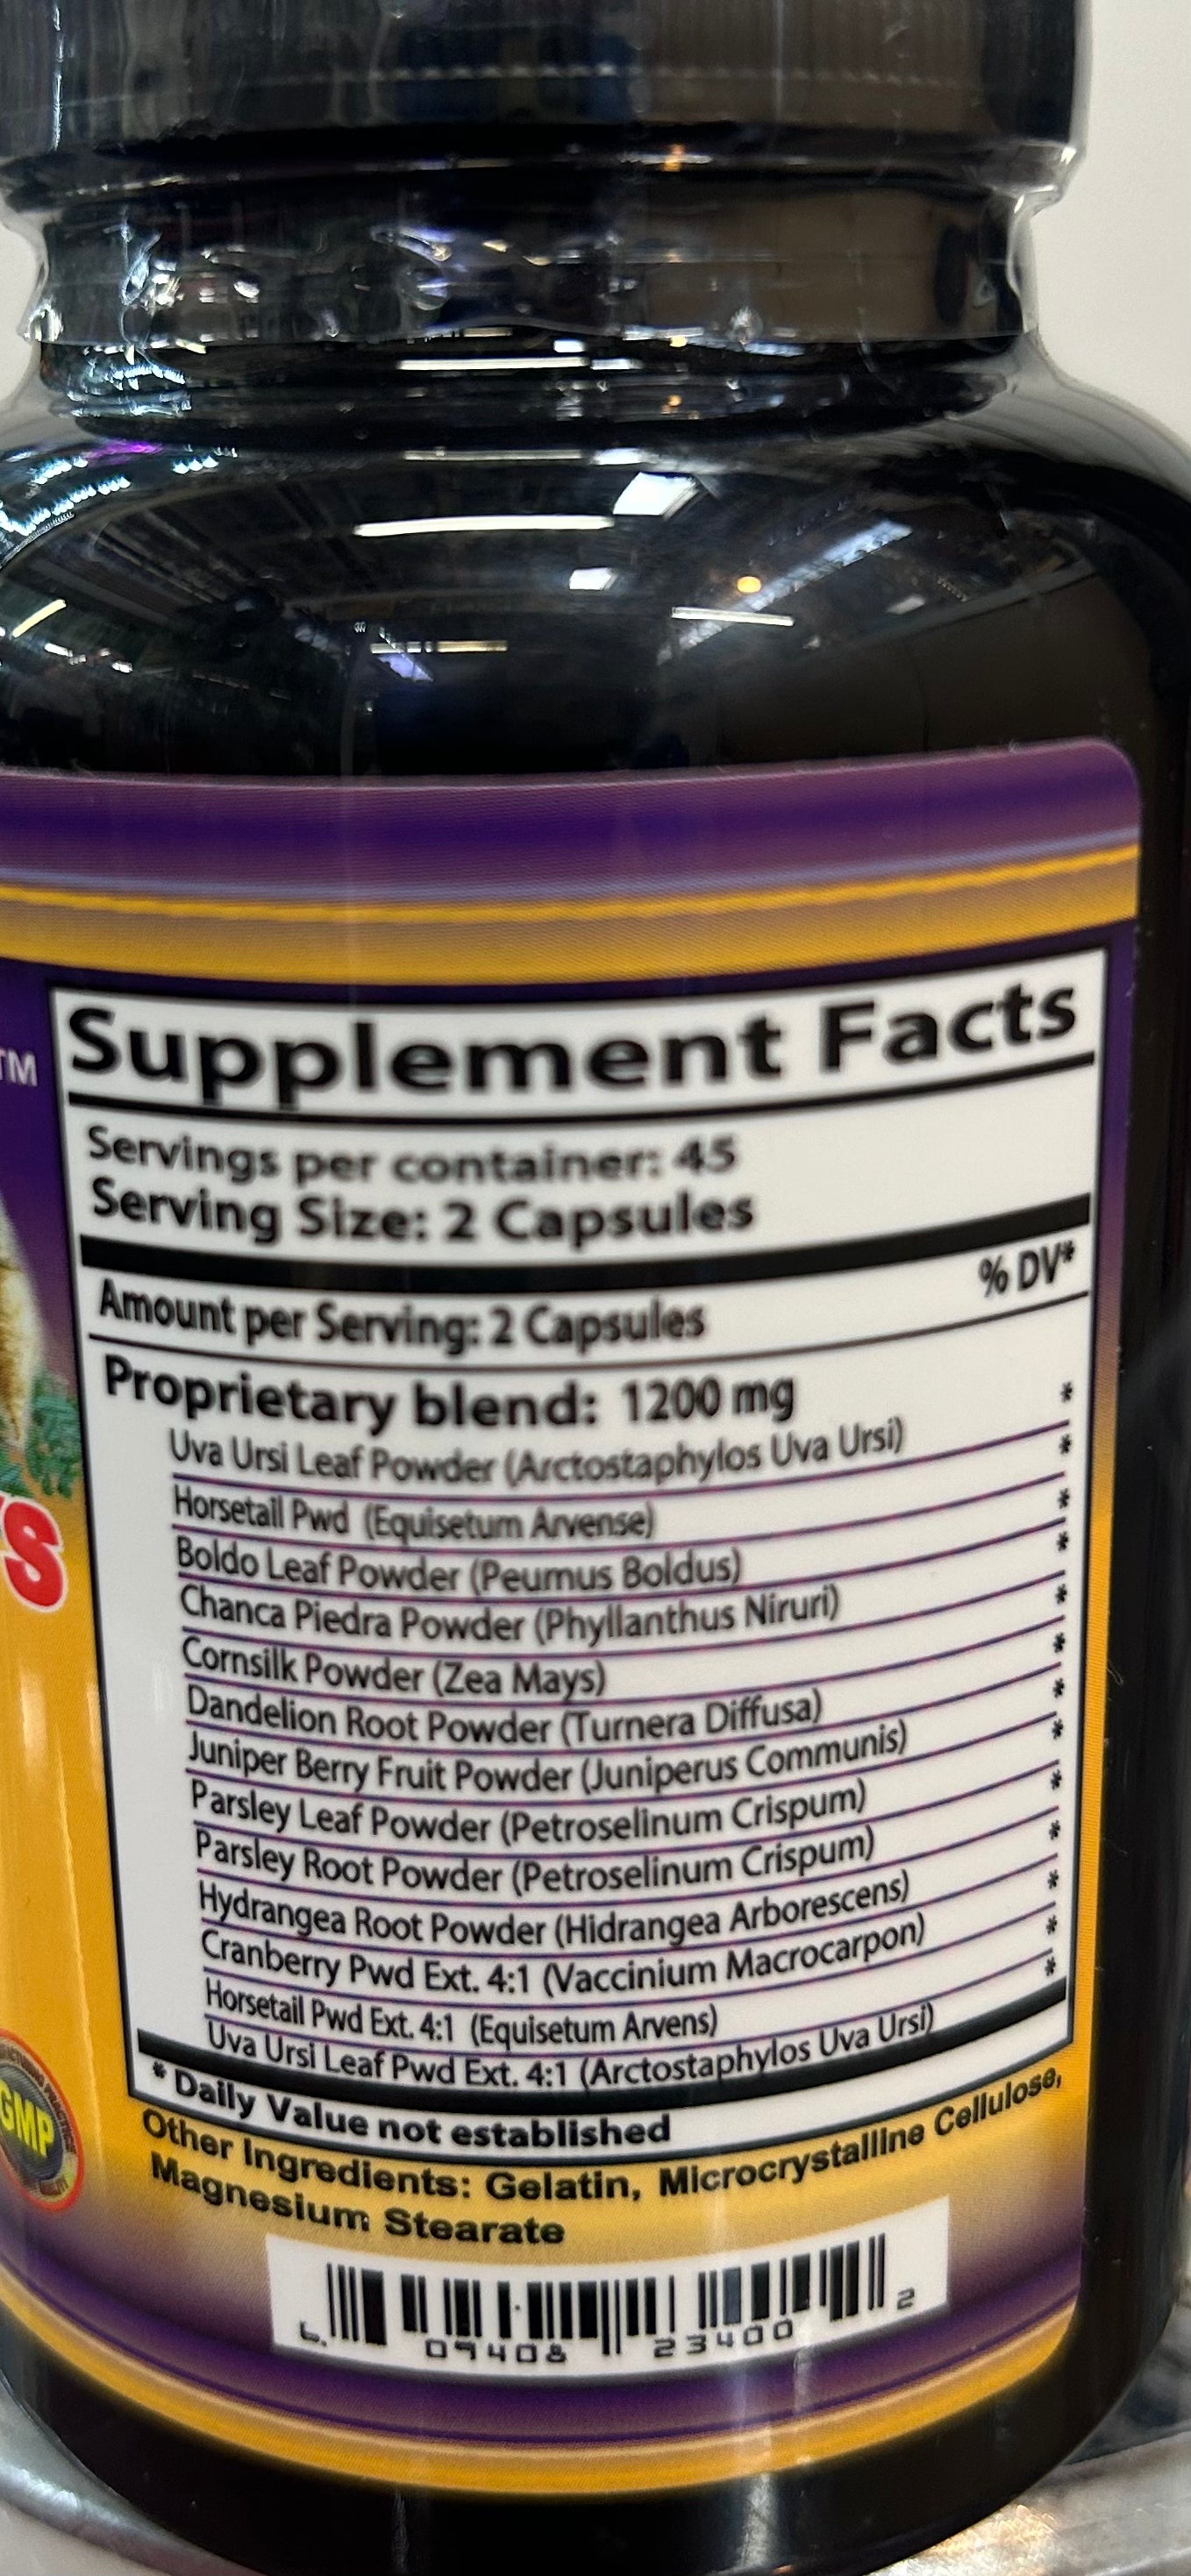 Supplement Facts
Servings per container: 45
Serving Size: 2 Capsules
% DV*
Amount per Serving: 2 Capsules
Proprietary blend: 1200 mg *
Uva Ursi Leaf Powder (Arctostaphylos Uva Ursi) *
Horsetail Pwd (Equisetum Arvense) *
Boldo Leaf Powder (Peumus Boldus) *
Chanca Piedra Powder (Phyllanthus Niruri) *
Cornsilk Powder (Zea Mays) *
Dandelion Root Powder (Turnera Diffusa) *
Juniper Berry Fruit Powder (Juniperus Communis) *
Parsley Leaf Powder (Petroselinum Crispum) *
Parsley Root Powder (Petroselinum Crispum) *
Hydrangea Root Powder (Hidrangea Arborescens) *
Cranberry Pwd Ext. 4:1 (Vaccinium Macrocarpon) *
Horsetail Pwd Ext. 4:1 (Equisetum Arvens) *
Uva Ursi Leaf Pwd Ext. 4:1 (Arctostaphylos Uva Ursi)
* Daily Value not established
Other Ingredients: Gelatin, Microcrystalline Cellulose,
Magnesium Stearate
09408 23400 2
TM
S
GMP